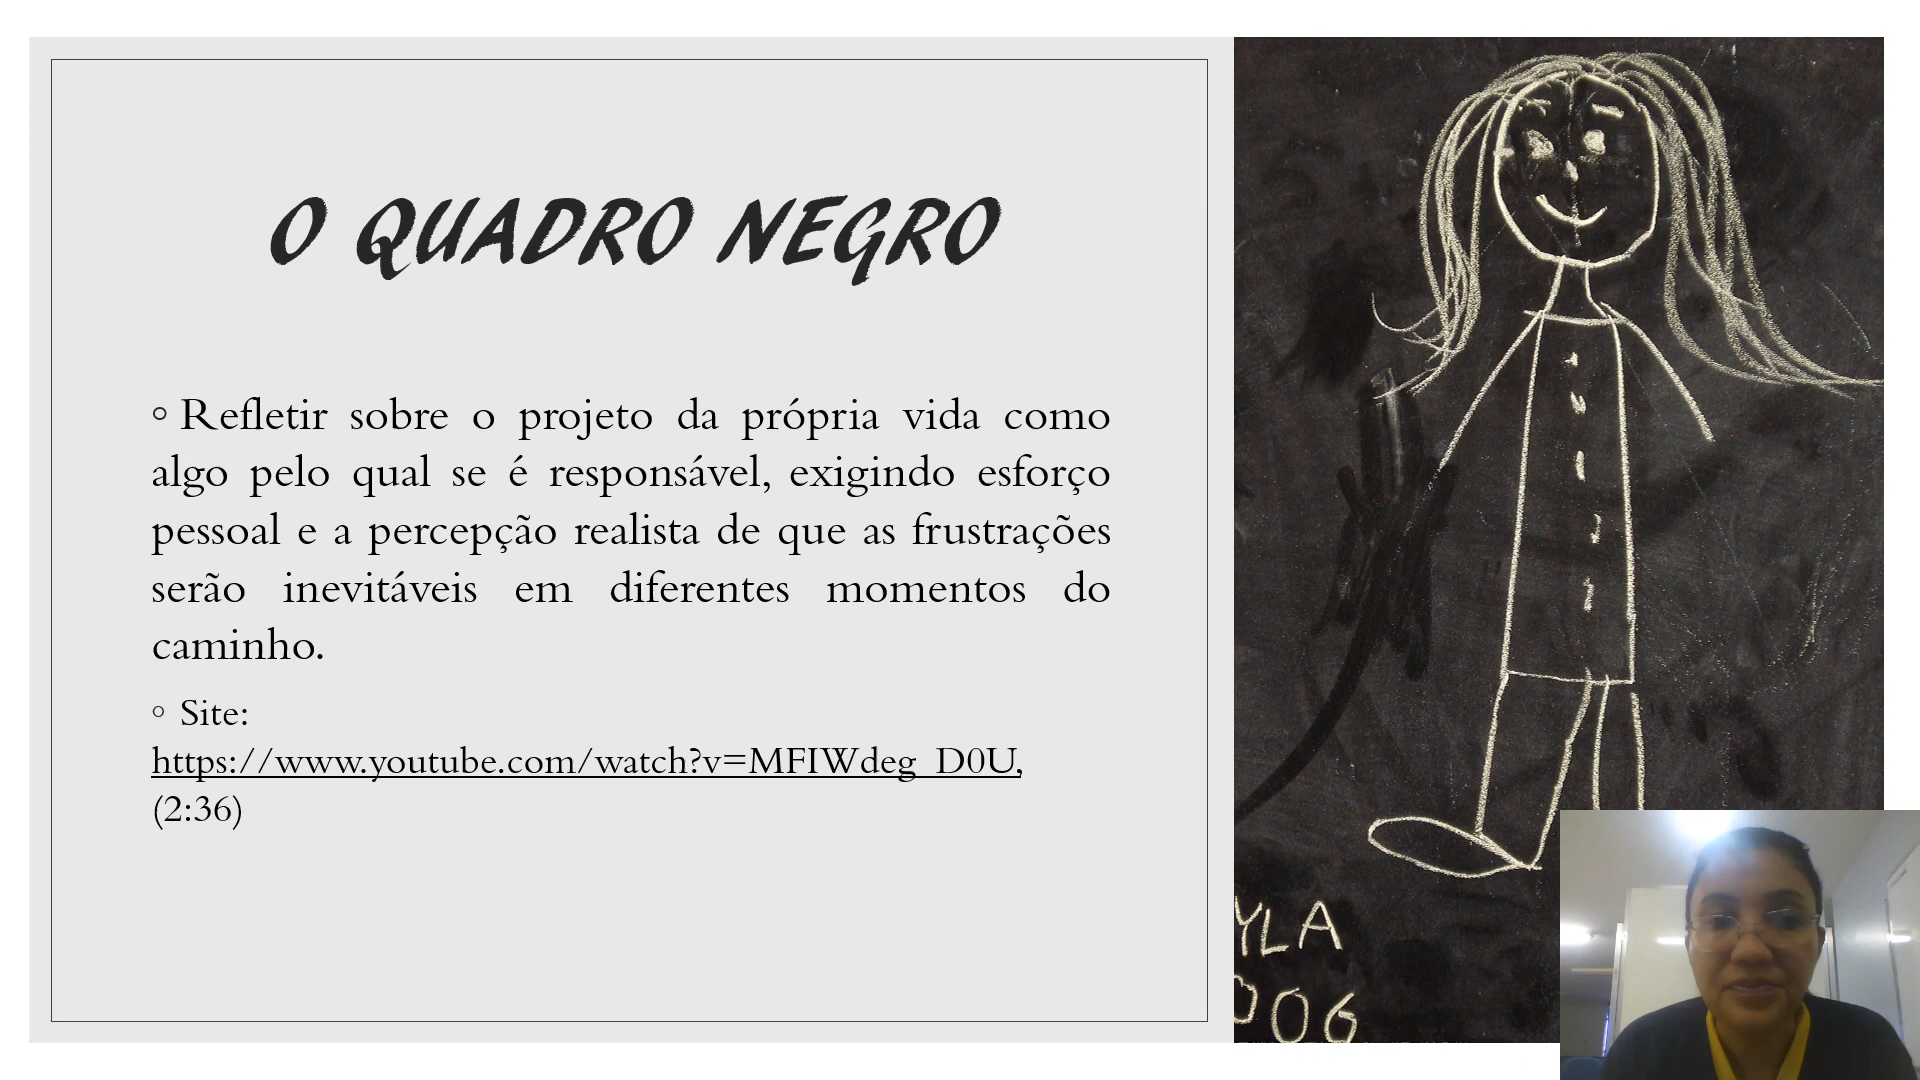 O QUADRO NEGRO
◦ Refletir sobre o projeto da própria vida como
algo pelo qual se é responsável, exigindo esforço
pessoal e a percepção realista de que as frustrações
serão inevitáveis em diferentes momentos do
caminho.
◦ Site:
https://www.youtube.com/watch?v=MFIWdeg_D0U,
(2:36)
YLA
006